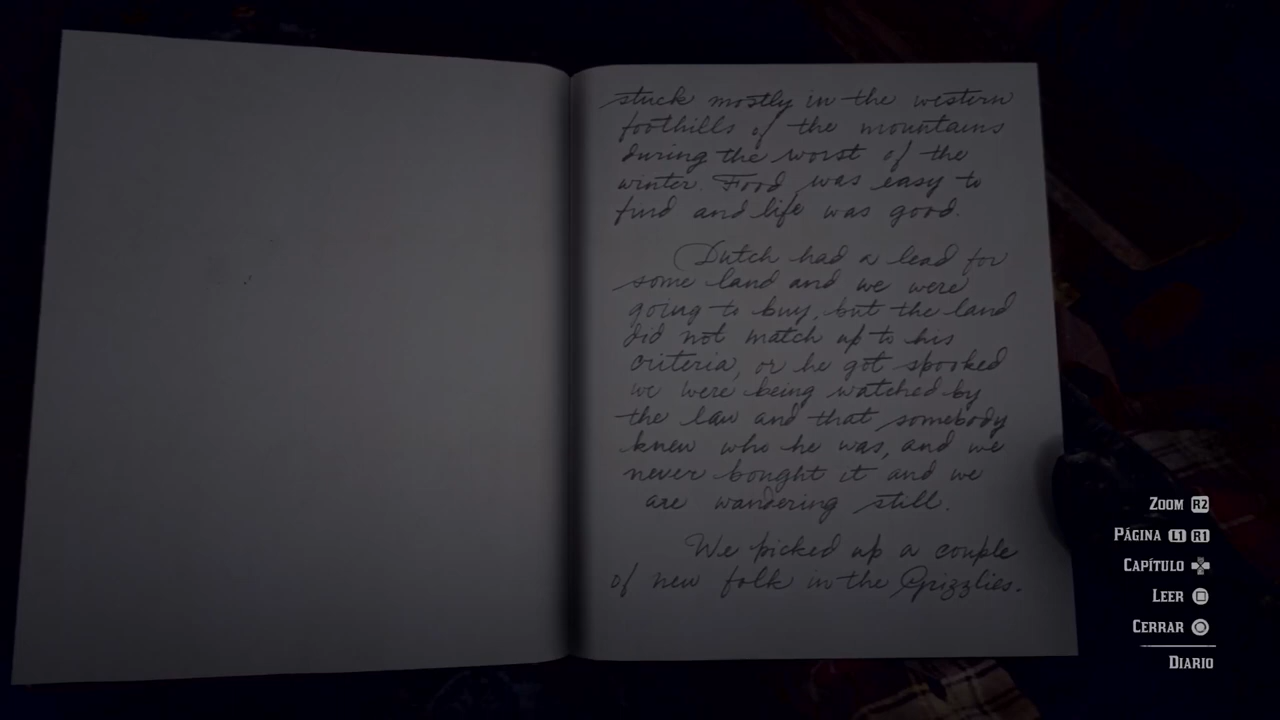 stuck mostly in the western
foothills of the mountains
during the worst of the
winter. Food was easy to
find and life was good.
Dutch had a lead for
some land and we were
going to buy, but the land
did not match up to his
criteria, or he got spooked
we were being watched by
the law and that somebody
knew who he was, and we
never bought it and we
are wandering still.
We picked up a couple
of new folk in the Grizzlies.
ZOOM R2
PÁGINA L1 R1
CAPÍTULO
LEER
CERRAR
DIARIO